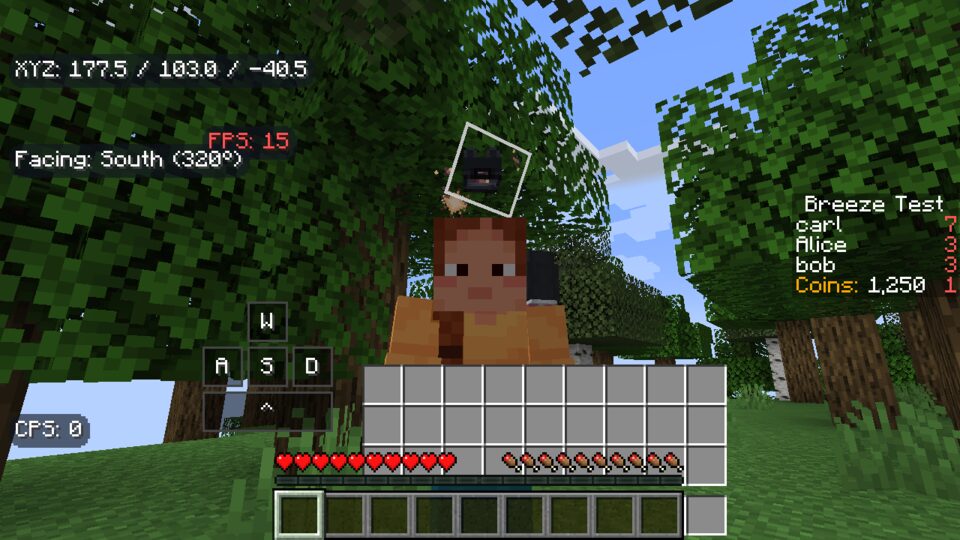 XYZ: 177.5 / 103.0 / -40.5
FPS: 15
Facing: South (320º)
Breeze Test
carl 7
Alice 3
bob 3
Coins: 1,250 1
W
A S D
^
CPS: 0